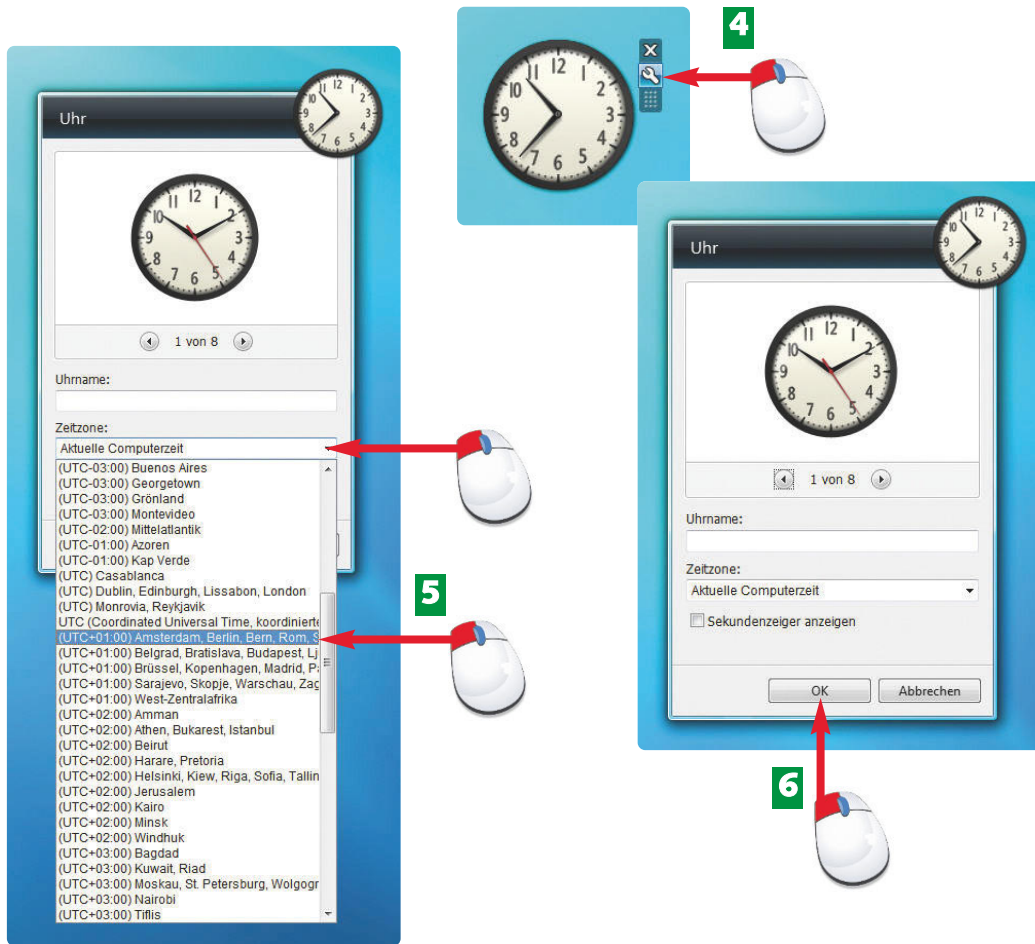 4
Uhr
1 von 8
Uhrname:
Zeitzone:
Aktuelle Computerzeit
(UTC-03:00) Buenos Aires
(UTC-03:00) Georgetown
(UTC-03:00) Grönland
(UTC-03:00) Montevideo
(UTC-02:00) Mittelatlantik
(UTC-01:00) Azoren
(UTC-01:00) Kap Verde
(UTC) Casablanca
(UTC) Dublin, Edinburgh, Lissabon, London
(UTC) Monrovia, Reykjavik
UTC (Coordinated Universal Time, koordinierte
(UTC+01:00) Amsterdam, Berlin, Bern, Rom, S
(UTC+01:00) Belgrad, Bratislava, Budapest, Lj
(UTC+01:00) Brüssel, Kopenhagen, Madrid, Pa
(UTC+01:00) Sarajevo, Skopje, Warschau, Zag
(UTC+01:00) West-Zentralafrika
(UTC+02:00) Amman
(UTC+02:00) Athen, Bukarest, Istanbul
(UTC+02:00) Beirut
(UTC+02:00) Harare, Pretoria
(UTC+02:00) Helsinki, Kiew, Riga, Sofia, Tallin
(UTC+02:00) Jerusalem
(UTC+02:00) Kairo
(UTC+02:00) Minsk
(UTC+02:00) Windhuk
(UTC+03:00) Bagdad
(UTC+03:00) Kuwait, Riad
(UTC+03:00) Moskau, St. Petersburg, Wolgogr
(UTC+03:00) Nairobi
(UTC+03:00) Tiflis
5
Uhr
1 von 8
Uhrname:
Zeitzone:
Aktuelle Computerzeit
Sekundenzeiger anzeigen
OK
Abbrechen
6